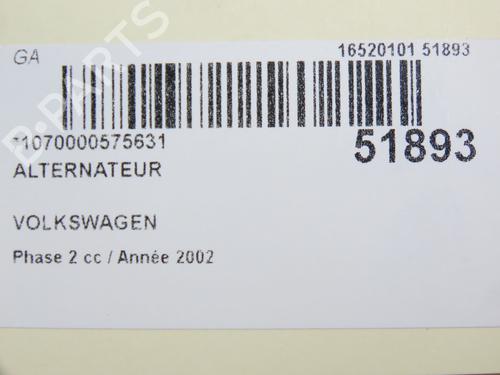 GA
16520101 51893
*1070000575631
51893
ALTERNATEUR
VOLKSWAGEN
Phase 2 cc / Année 2002
B-PARTS